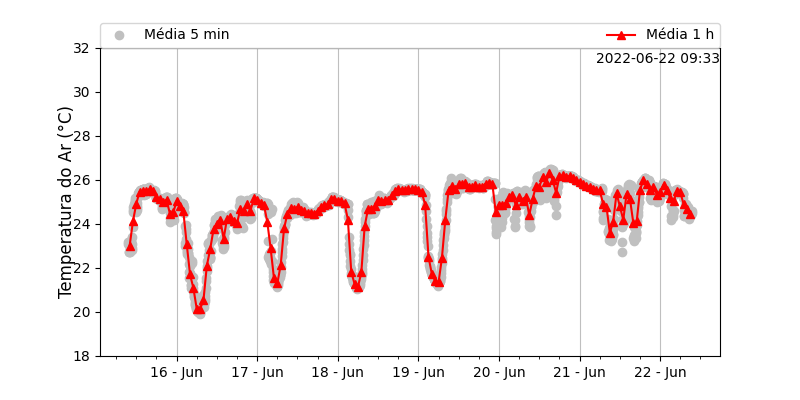 Média 5 min
Média 1 h
2022-06-22 09:33
Temperatura do Ar (°C)
32
30
28
26
24
22
20
18
16 - Jun
17 - Jun
18 - Jun
19 - Jun
20 - Jun
21 - Jun
22 - Jun